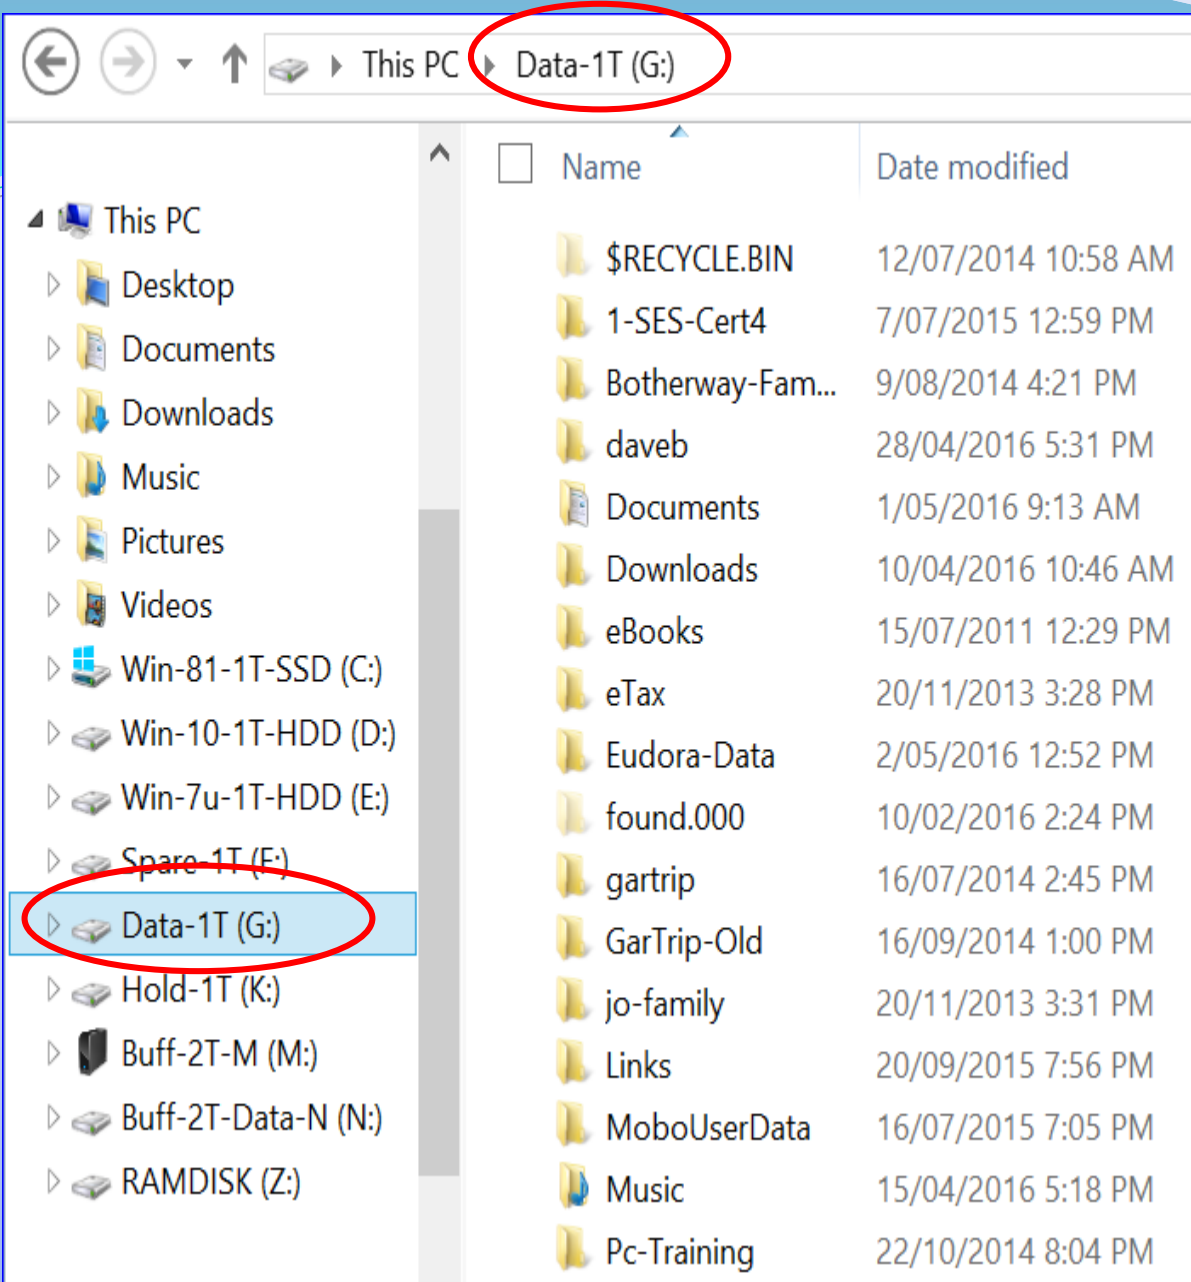 This PC Data-1T (G:)
Name Date modified
This PC
Desktop
Documents
Downloads
Music
Pictures
Videos
Win-81-1T-SSD (C:)
Win-10-1T-HDD (D:)
Win-7u-1T-HDD (E:)
Spare-1T (F:)
Data-1T (G:)
Hold-1T (K:)
Buff-2T-M (M:)
Buff-2T-Data-N (N:)
RAMDISK (Z:)
$RECYCLE.BIN 12/07/2014 10:58 AM
1-SES-Cert4 7/07/2015 12:59 PM
Botherway-Fam... 9/08/2014 4:21 PM
daveb 28/04/2016 5:31 PM
Documents 1/05/2016 9:13 AM
Downloads 10/04/2016 10:46 AM
eBooks 15/07/2011 12:29 PM
eTax 20/11/2013 3:28 PM
Eudora-Data 2/05/2016 12:52 PM
found.000 10/02/2016 2:24 PM
gartrip 16/07/2014 2:45 PM
GarTrip-Old 16/09/2014 1:00 PM
jo-family 20/11/2013 3:31 PM
Links 20/09/2015 7:56 PM
MoboUserData 16/07/2015 7:05 PM
Music 15/04/2016 5:18 PM
Pc-Training 22/10/2014 8:04 PM